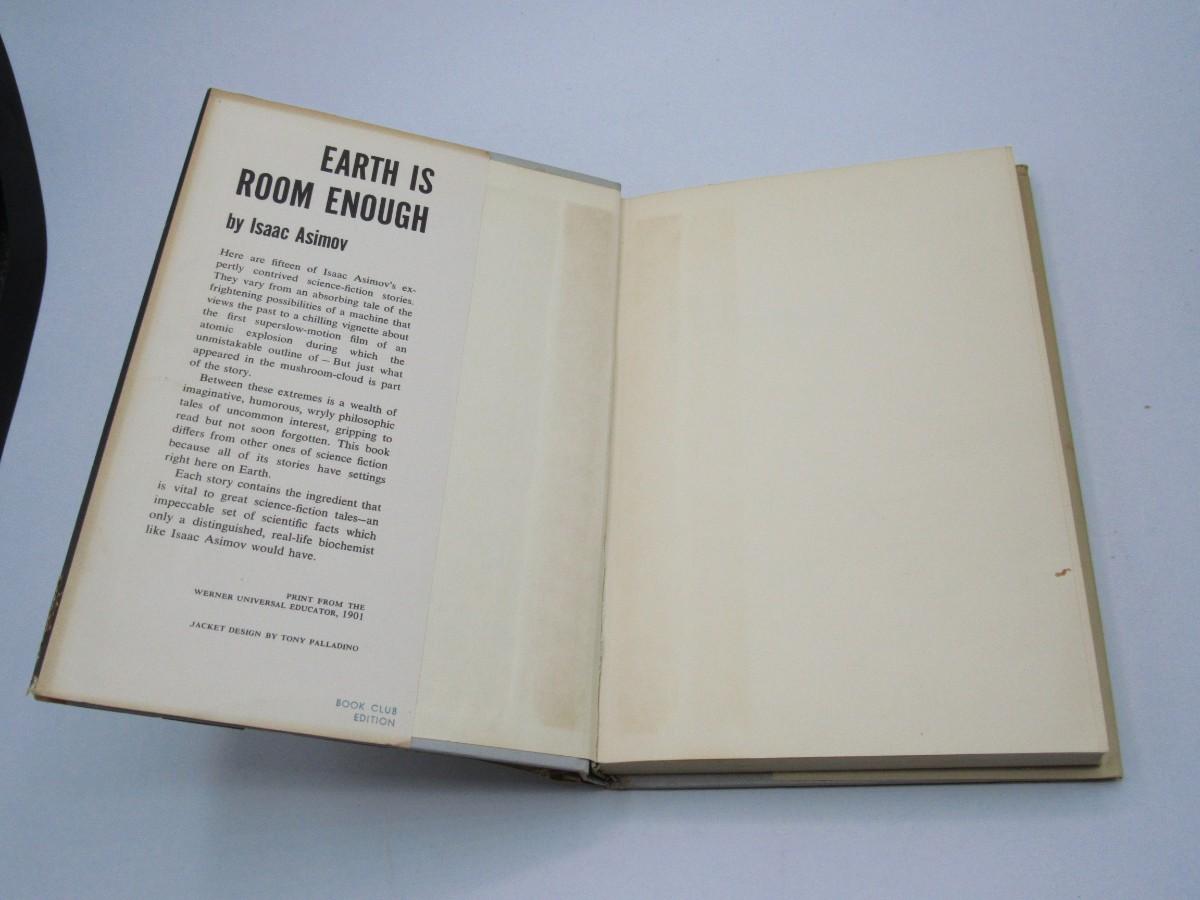 EARTH IS
ROOM ENOUGH
by Isaac Asimov
Here are fifteen of Isaac Asimov's ex-
pertly contrived science-fiction stories.
They vary from an absorbing tale of the
frightening possibilities of a machine that
views the past to a chilling vignette about
the first superslow-motion film of an
atomic explosion during which the
unmistakable outline of — But just what
appeared in the mushroom-cloud is part
of the story.
Between these extremes is a wealth of
imaginative, humorous, wryly philosophic
tales of uncommon interest, gripping to
read but not soon forgotten. This book
differs from other ones of science fiction
because all of its stories have settings
right here on Earth.
Each story contains the ingredient that
is vital to great science-fiction tales—an
impeccable set of scientific facts which
only a distinguished, real-life biochemist
like Isaac Asimov would have.
PRINT FROM THE
WERNER UNIVERSAL EDUCATOR, 1901
JACKET DESIGN BY TONY PALLADINO
BOOK CLUB
EDITION